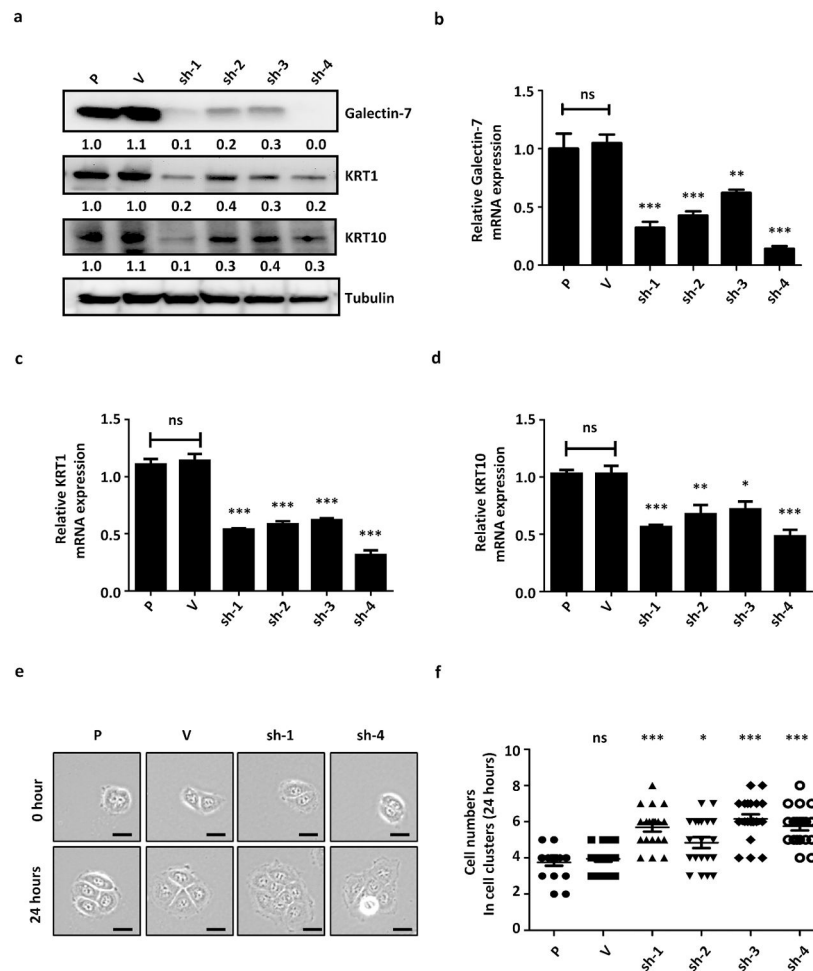 a
P V sh-1 sh-2 sh-3 sh-4
Galectin-7
1.0 1.1 0.1 0.2 0.3 0.0
KRT1
1.0 1.0 0.2 0.4 0.3 0.2
KRT10
1.0 1.1 0.1 0.3 0.4 0.3
Tubulin
b
Relative Galectin-7
mRNA expression
1.5
1.0
0.5
0.0
ns
*** *** ** ***
P V sh-1 sh-2 sh-3 sh-4
c
Relative KRT1
mRNA expression
1.5
1.0
0.5
0.0
ns
*** *** *** ***
P V sh-1 sh-2 sh-3 sh-4
d
Relative KRT10
mRNA expression
1.5
1.0
0.5
0.0
ns
*** ** * ***
P V sh-1 sh-2 sh-3 sh-4
e
P V sh-1 sh-4
0 hour
24 hours
f
Cell numbers
In cell clusters (24 hours)
10
8
6
4
2
0
ns *** * *** ***
P V sh-1 sh-2 sh-3 sh-4